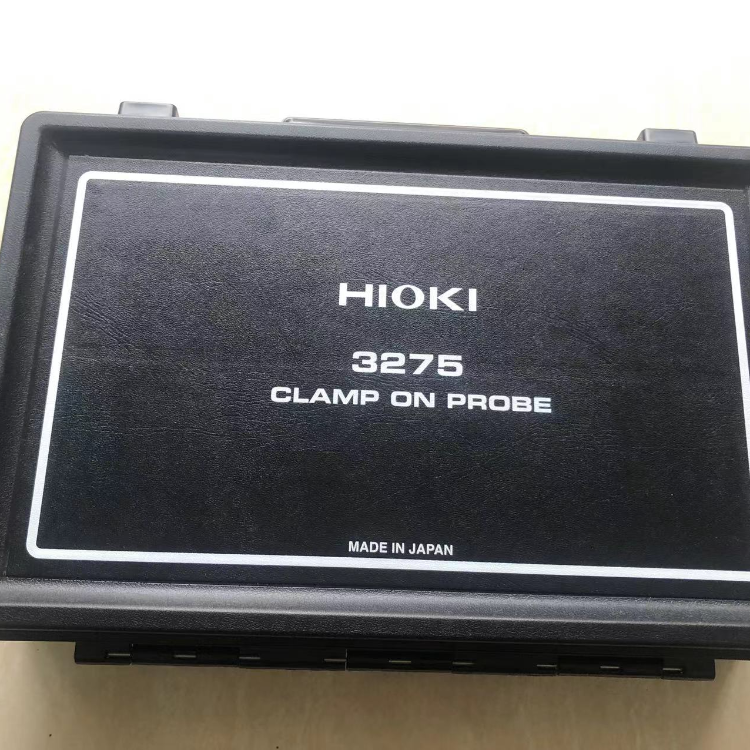 HIOKI
3275
CLAMP ON PROBE
MADE IN JAPAN